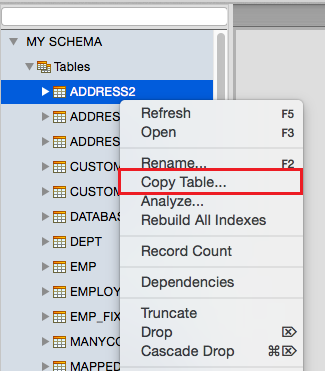 MY SCHEMA
Tables
ADDRESS2
ADDRES
Refresh F5
Open F3
ADDRES
CUSTOM
Rename... F2
CUSTOM
Copy Table...
Analyze...
DATABAS
Rebuild All Indexes
DEPT
Record Count
EMP
Dependencies
EMPLOY
EMP_FIX
Truncate
MANYCO
Drop ⌦
Cascade Drop ⌘⌦
MAPPED